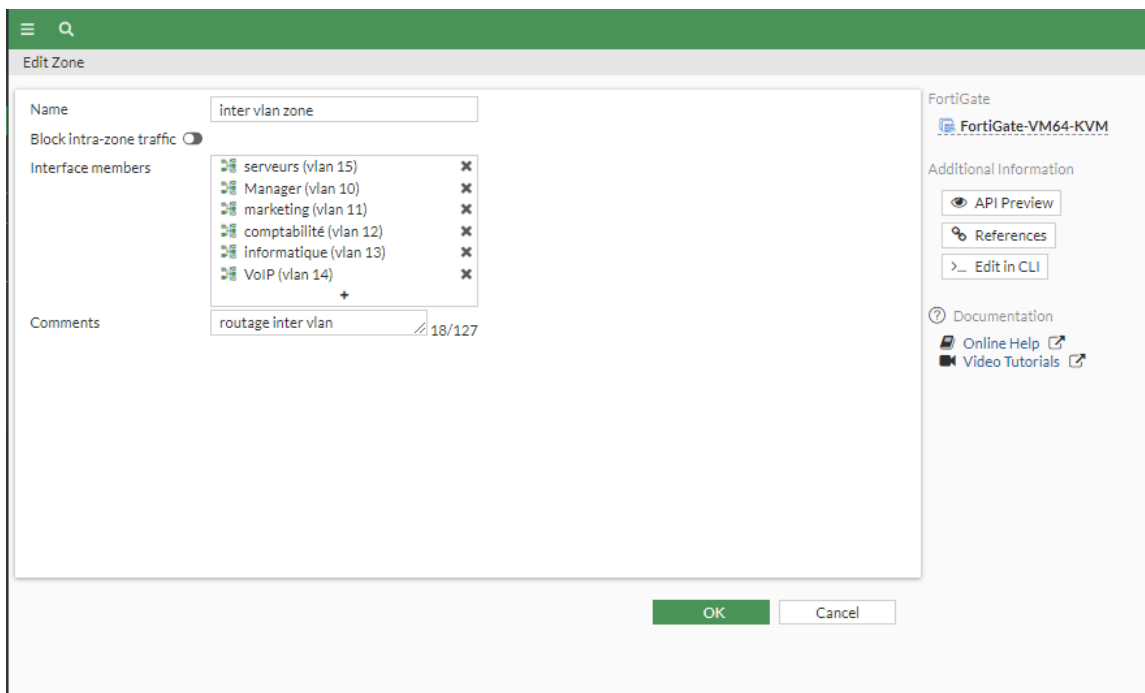 Edit Zone
Name inter vlan zone
Block intra-zone traffic
Interface members
serveurs (vlan 15)
Manager (vlan 10)
marketing (vlan 11)
comptabilité (vlan 12)
informatique (vlan 13)
VoIP (vlan 14)
+
Comments routage inter vlan 18/127
OK Cancel
FortiGate
FortiGate-VM64-KVM
Additional Information
API Preview
References
>_ Edit in CLI
Documentation
Online Help
Video Tutorials